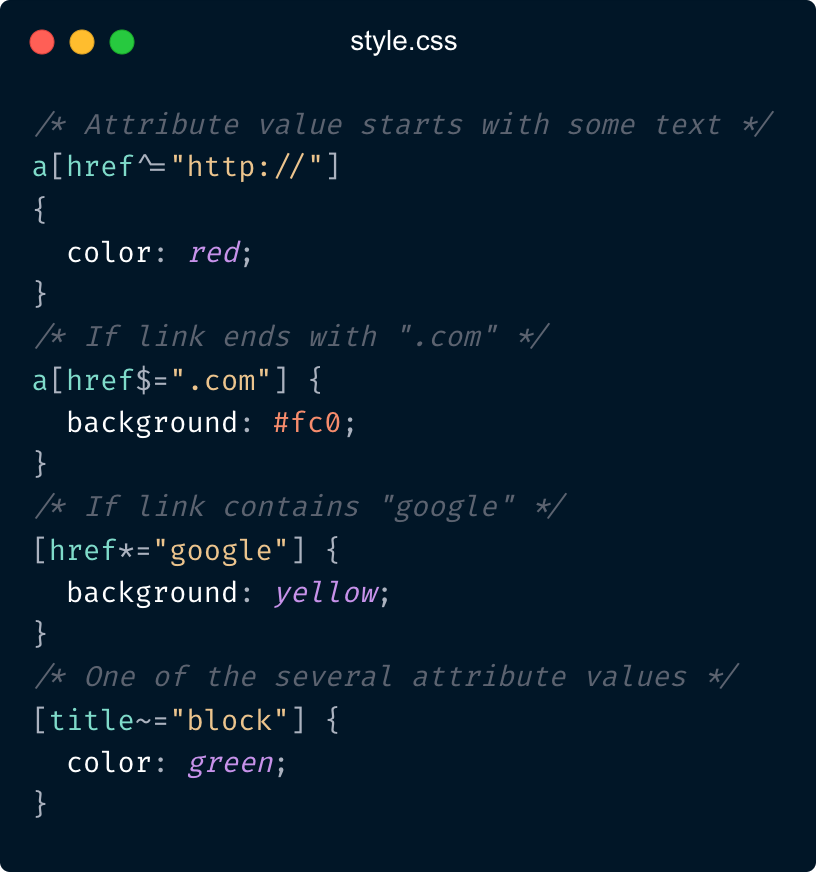 style.css
/* Attribute value starts with some text */
a[href^="http://"]
{
  color: red;
}
/* If link ends with ".com" */
a[href$=".com"] {
  background: #fc0;
}
/* If link contains "google" */
[href*="google"] {
  background: yellow;
}
/* One of the several attribute values */
[title~="block"] {
  color: green;
}